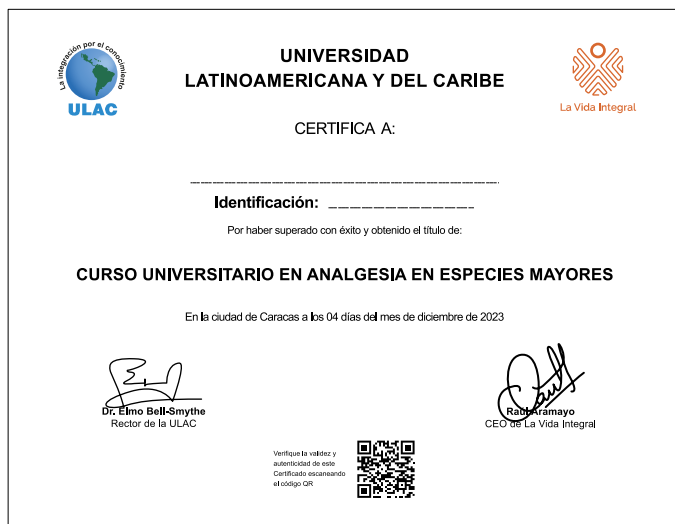 La integración por el conocimiento
ULAC
UNIVERSIDAD
LATINOAMERICANA Y DEL CARIBE
La Vida Integral
CERTIFICA A:
Identificación:
Por haber superado con éxito y obtenido el título de:
CURSO UNIVERSITARIO EN ANALGESIA EN ESPECIES MAYORES
En la ciudad de Caracas a los 04 días del mes de diciembre de 2023
Dr. Elmo Bell-Smythe
Rector de la ULAC
Raúl Aramayo
CEO de La Vida Integral
Verifique la validez y
autenticidad de este
Certificado escaneando
el código QR